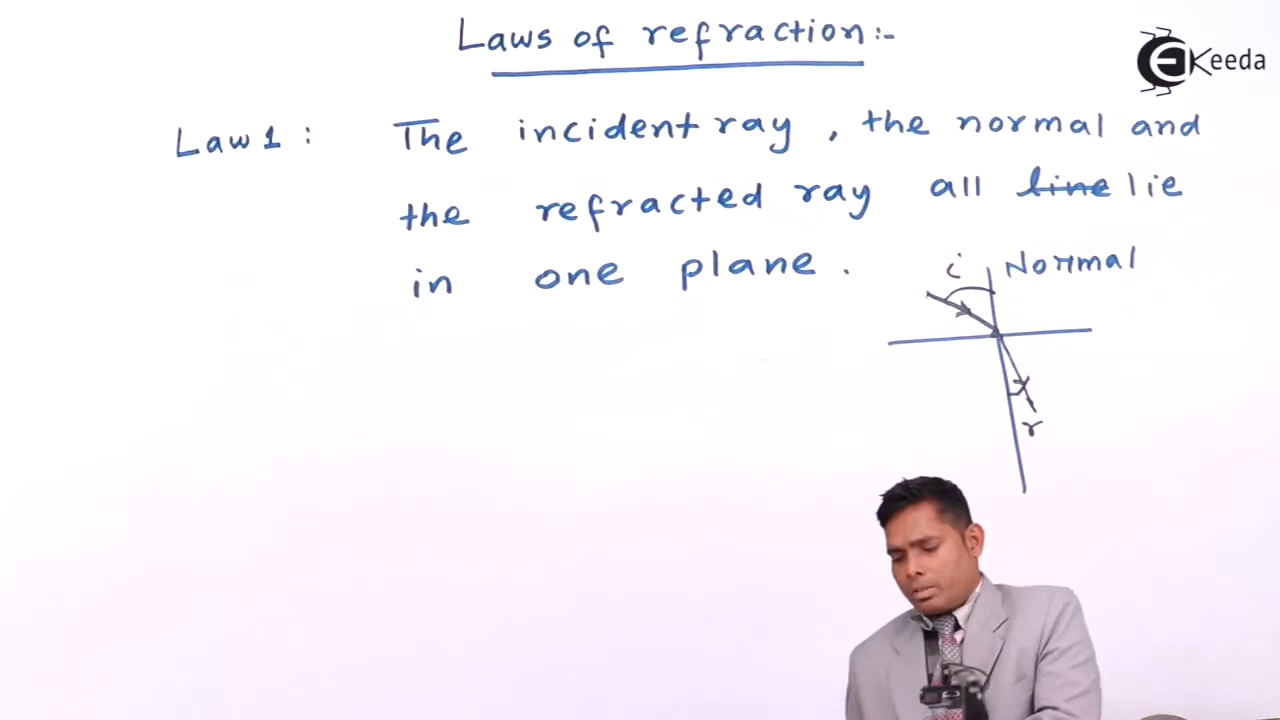 Laws of refraction:-
EKeeda
Law 1 : The incident ray, the normal and
the refracted ray all line lie
in one plane.
i Normal
r